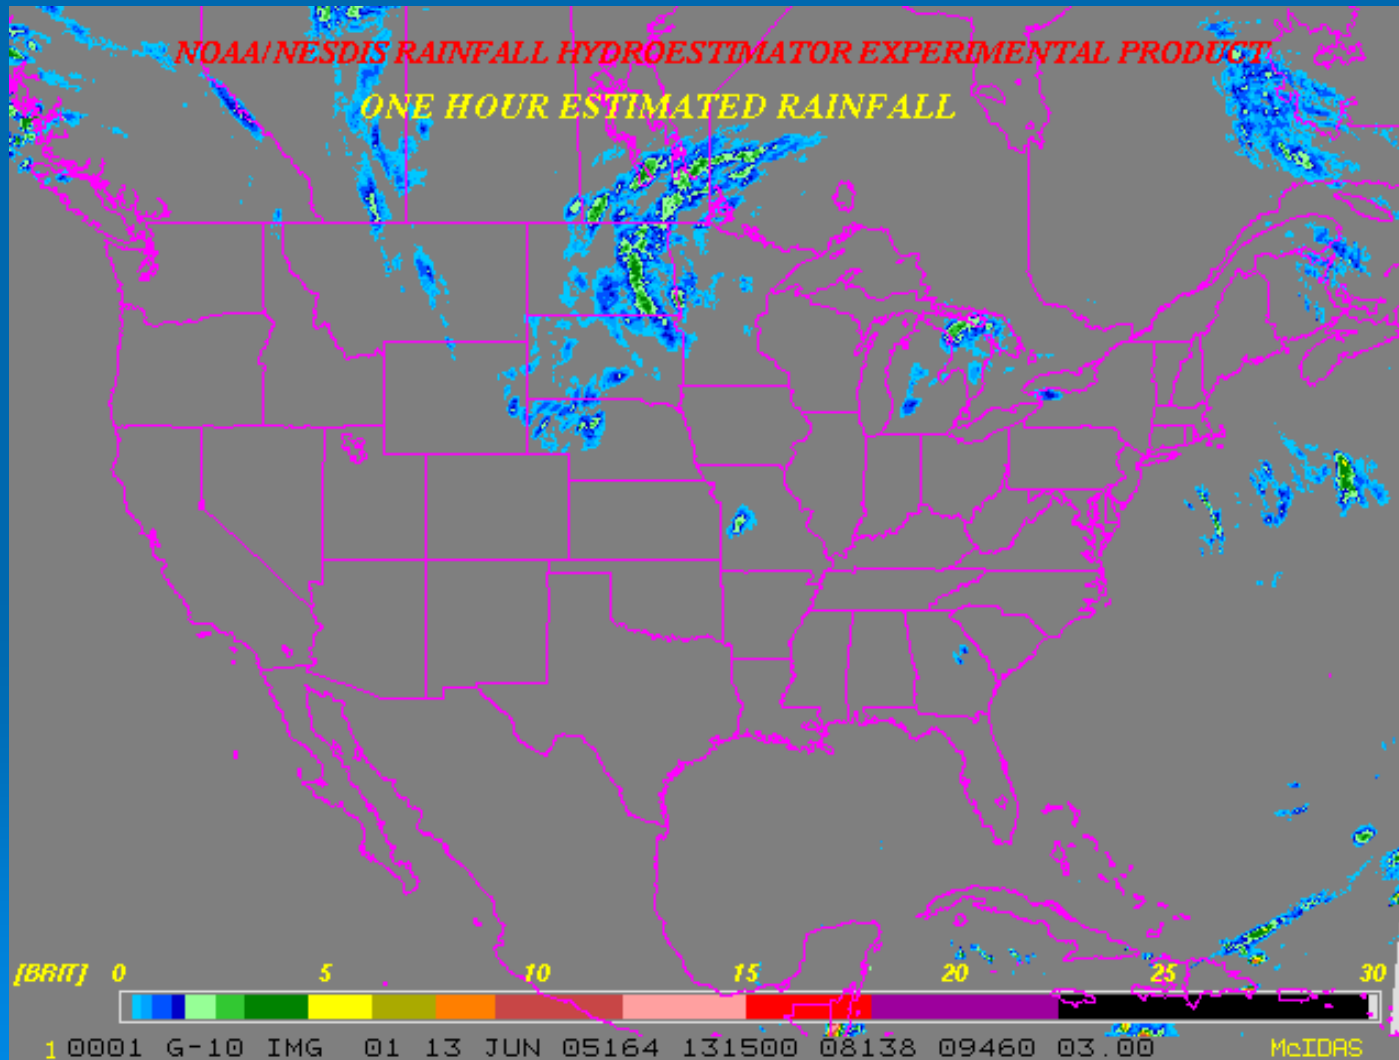 NOAA/NESDIS RAINFALL HYDROESTIMATOR EXPERIMENTAL PRODUCT
ONE HOUR ESTIMATED RAINFALL
[BRIT] 0 5 10 15 20 25 30
1 0001 G-10 IMG 01 13 JUN 05164 131500 08138 09460 03.00 McIDAS